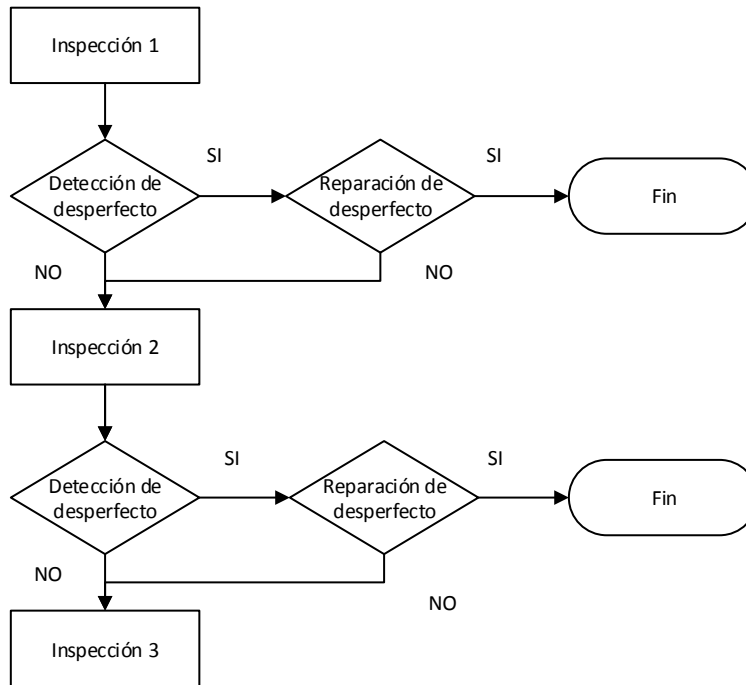 Inspección 1
SI
SI
Detección de
desperfecto
Reparación de
desperfecto
Fin
NO
NO
Inspección 2
SI
SI
Detección de
desperfecto
Reparación de
desperfecto
Fin
NO
NO
Inspección 3